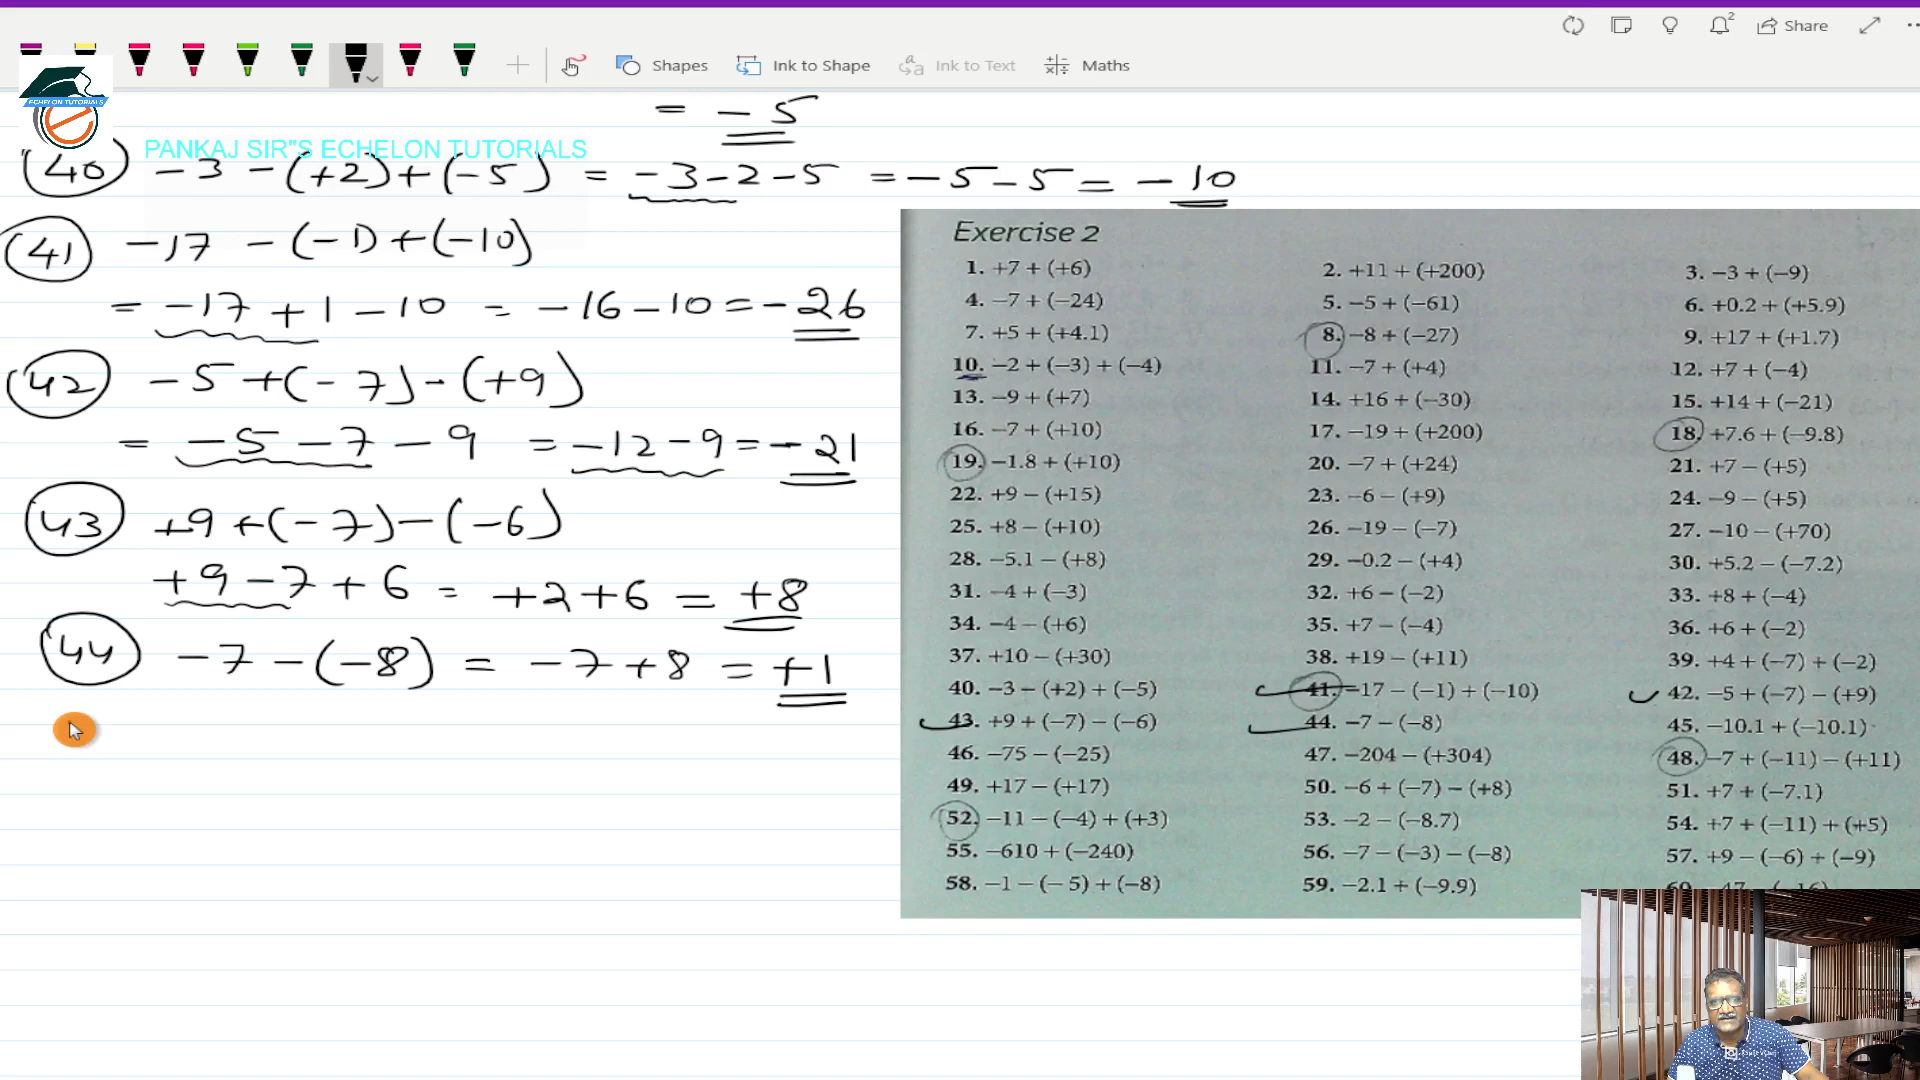 2
Share
Shapes
Ink to Shape
Ink to Text
Maths
ECHELON TUTORIALS
PANKAJ SIR"S ECHELON TUTORIALS
= -5
(40) -3 -(+2)+(-5) = -3-2-5 = -5-5 = -10
(41) -17 -(-1)+(-10)
= -17+1-10 = -16-10 = -26
(42) -5+(-7)-(+9)
= -5-7-9 = -12-9 = -21
(43) +9+(-7)-(-6)
+9-7+6 = +2+6 = +8
(44) -7-(-8) = -7+8 = +1
Exercise 2
1. +7 + (+6) 2. +11 + (+200) 3. −3 + (−9)
4. −7 + (−24) 5. −5 + (−61) 6. +0.2 + (+5.9)
7. +5 + (+4.1) 8. −8 + (−27) 9. +17 + (+1.7)
10. −2 + (−3) + (−4) 11. −7 + (+4) 12. +7 + (−4)
13. −9 + (+7) 14. +16 + (−30) 15. +14 + (−21)
16. −7 + (+10) 17. −19 + (+200) 18. +7.6 + (−9.8)
19. −1.8 + (+10) 20. −7 + (+24) 21. +7 − (+5)
22. +9 − (+15) 23. −6 − (+9) 24. −9 − (+5)
25. +8 − (+10) 26. −19 − (−7) 27. −10 − (+70)
28. −5.1 − (+8) 29. −0.2 − (+4) 30. +5.2 − (−7.2)
31. −4 + (−3) 32. +6 − (−2) 33. +8 + (−4)
34. −4 − (+6) 35. +7 − (−4) 36. +6 + (−2)
37. +10 − (+30) 38. +19 − (+11) 39. +4 + (−7) + (−2)
40. −3 − (+2) + (−5) 41. −17 − (−1) + (−10) 42. −5 + (−7) − (+9)
43. +9 + (−7) − (−6) 44. −7 − (−8) 45. −10.1 + (−10.1)
46. −75 − (−25) 47. −204 − (+304) 48. −7 + (−11) − (+11)
49. +17 − (+17) 50. −6 + (−7) − (+8) 51. +7 + (−7.1)
52. −11 − (−4) + (+3) 53. −2 − (−8.7) 54. +7 + (−11) + (+5)
55. −610 + (−240) 56. −7 − (−3) − (−8) 57. +9 − (−6) + (−9)
58. −1 − (− 5) + (−8) 59. −2.1 + (−9.9)